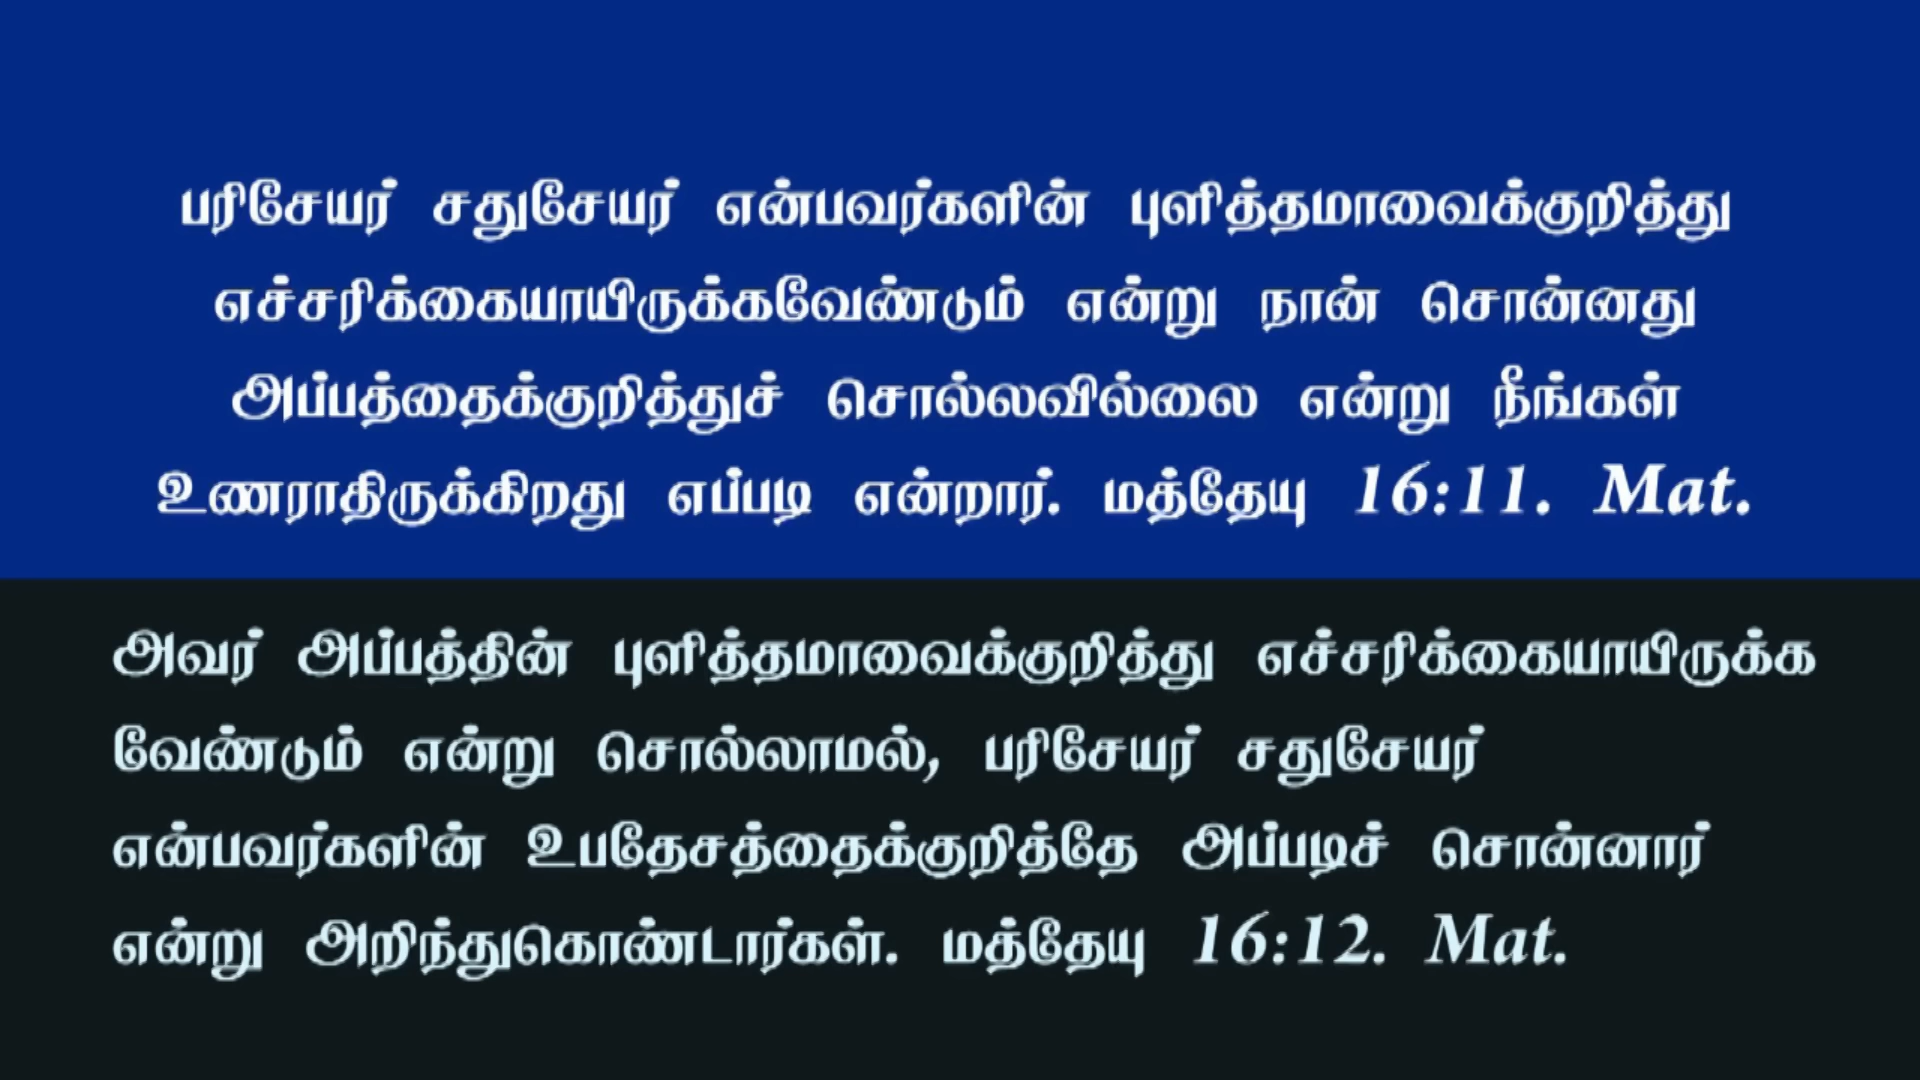 பரிசேயர் சதுசேயர் என்பவர்களின் புளித்தமாவைக்குறித்து
எச்சரிக்கையாயிருக்கவேண்டும் என்று நான் சொன்னது
அப்பத்தைக்குறித்துச் சொல்லவில்லை என்று நீங்கள்
உணராதிருக்கிறது எப்படி என்றார். மத்தேயு 16:11. Mat.
அவர் அப்பத்தின் புளித்தமாவைக்குறித்து எச்சரிக்கையாயிருக்க
வேண்டும் என்று சொல்லாமல், பரிசேயர் சதுசேயர்
என்பவர்களின் உபதேசத்தைக்குறித்தே அப்படிச் சொன்னார்
என்று அறிந்துகொண்டார்கள். மத்தேயு 16:12. Mat.